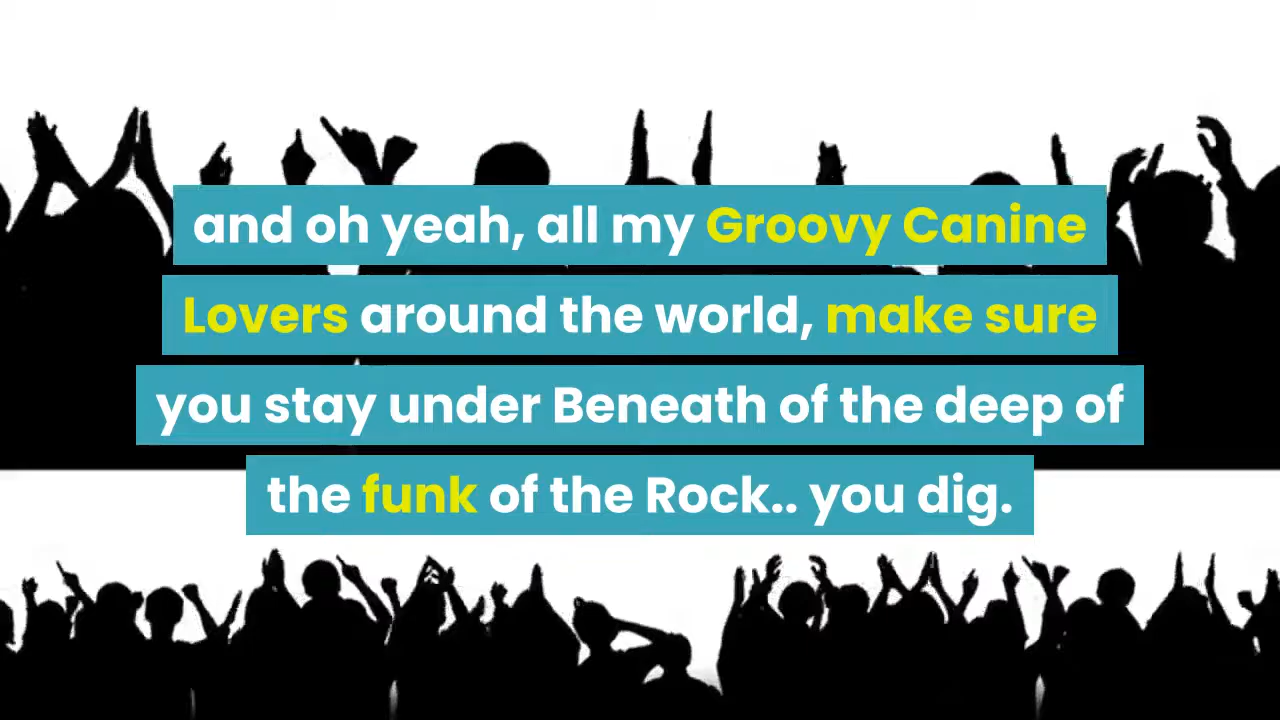 and oh yeah, all my Groovy Canine
Lovers around the world, make sure
you stay under Beneath of the deep of
the funk of the Rock.. you dig.